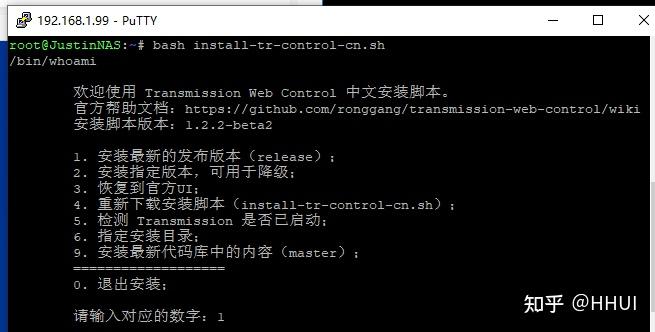 192.168.1.99 - PuTTY
root@JustinNAS:~# bash install-tr-control-cn.sh
/bin/whoami
欢迎使用 Transmission Web Control 中文安装脚本。
官方帮助文档：https://github.com/ronggang/transmission-web-control/wiki
安装脚本版本：1.2.2-beta2
1. 安装最新的发布版本（release）；
2. 安装指定版本，可用于降级；
3. 恢复到官方UI；
4. 重新下载安装脚本（install-tr-control-cn.sh）；
5. 检测 Transmission 是否已启动；
6. 指定安装目录；
9. 安装最新代码库中的内容（master）；
===================
0. 退出安装；
请输入对应的数字：1
知乎 @HHUI